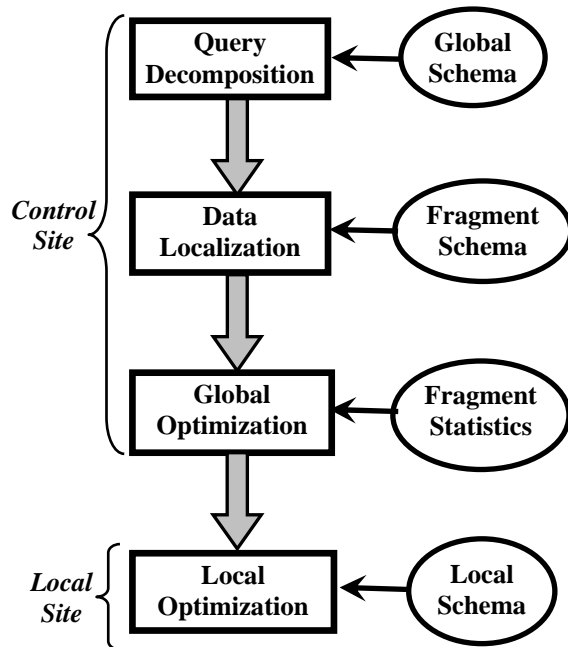 Query
Decomposition
Global
Schema
Control
Site
Data
Localization
Fragment
Schema
Global
Optimization
Fragment
Statistics
Local
Site
Local
Optimization
Local
Schema